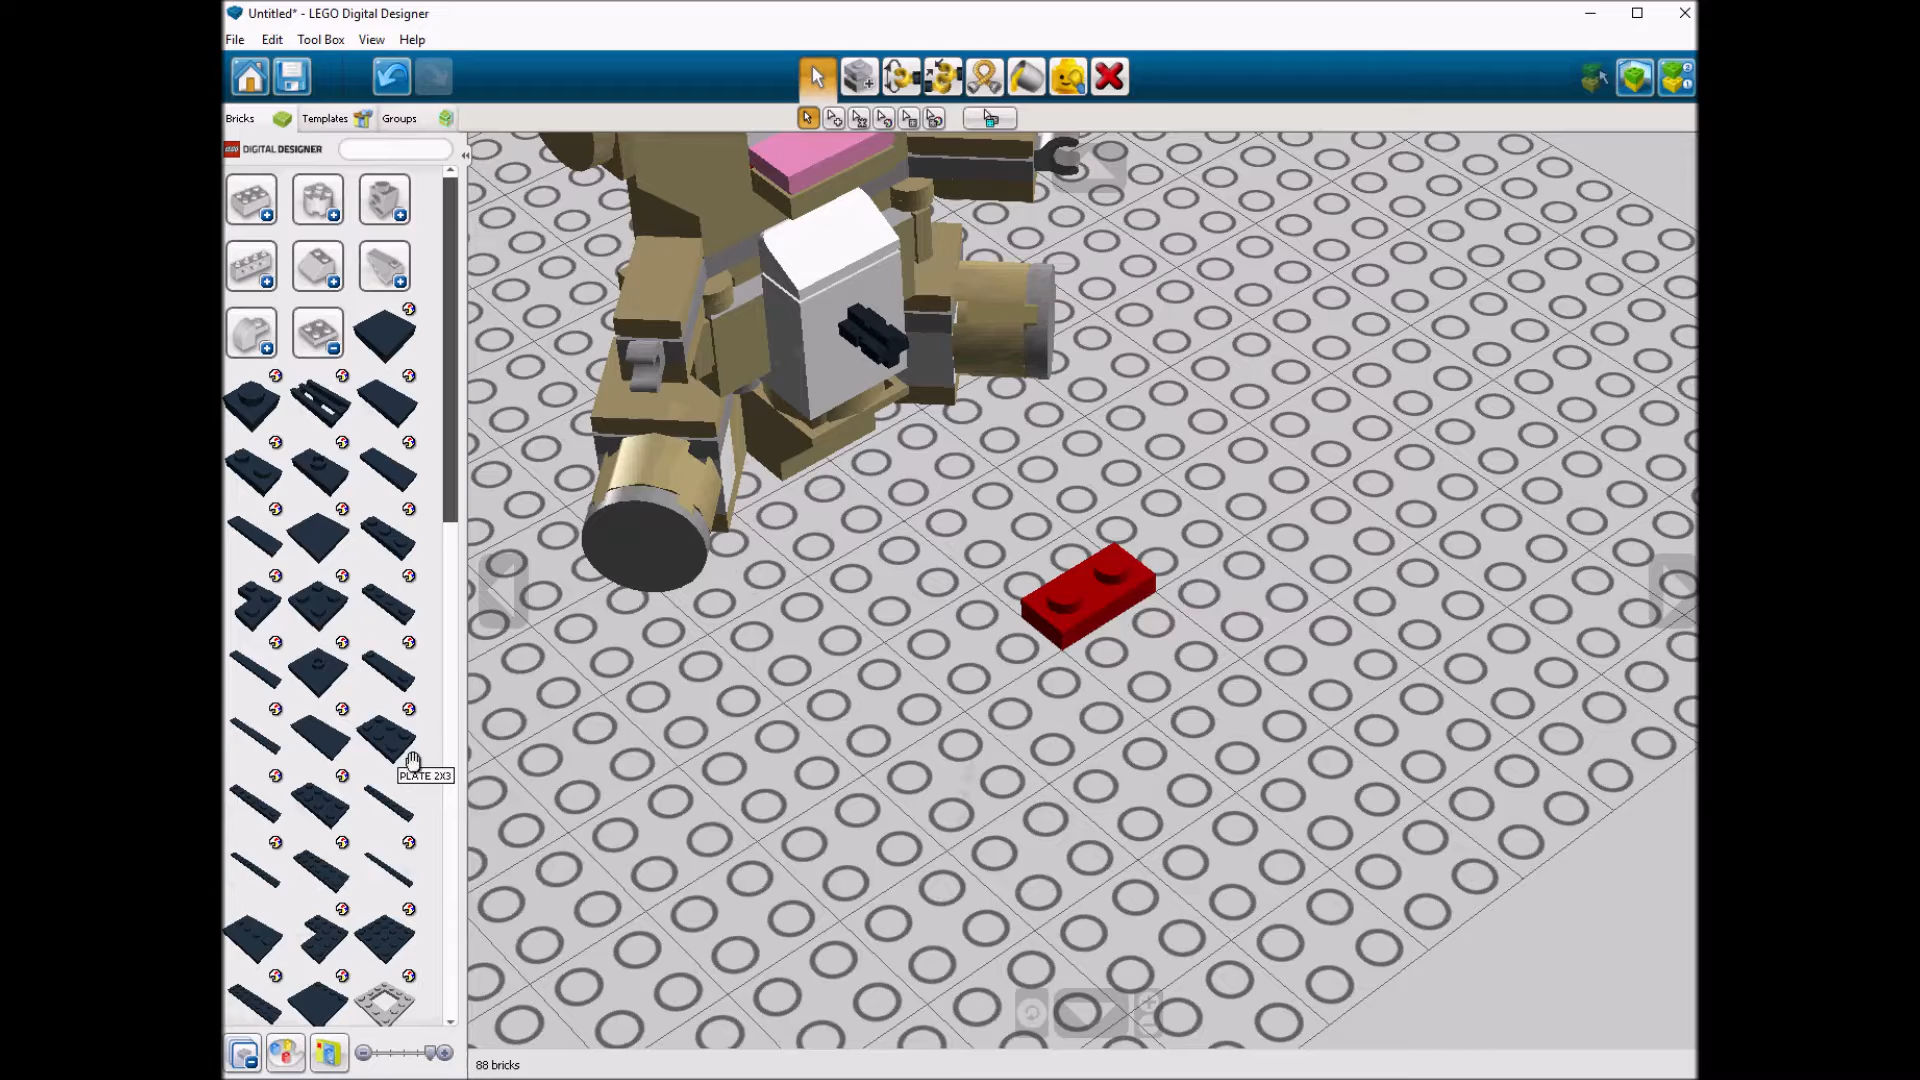 Untitled* - LEGO Digital Designer
File Edit Tool Box View Help
Bricks Templates Groups
LEGO DIGITAL DESIGNER
PLATE 2X3
88 bricks